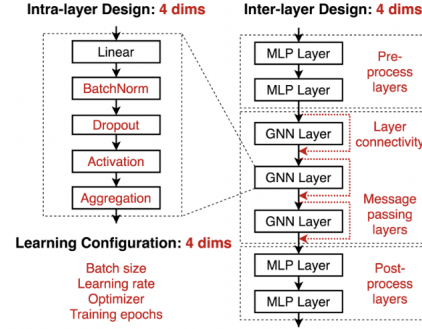 Intra-layer Design: 4 dims
Linear
BatchNorm
Dropout
Activation
Aggregation
Learning Configuration: 4 dims
Batch size
Learning rate
Optimizer
Training epochs
Inter-layer Design: 4 dims
MLP Layer
MLP Layer
Pre-
process
layers
GNN Layer
GNN Layer
GNN Layer
Layer
connectivity
Message
passing
layers
MLP Layer
MLP Layer
Post-
process
layers